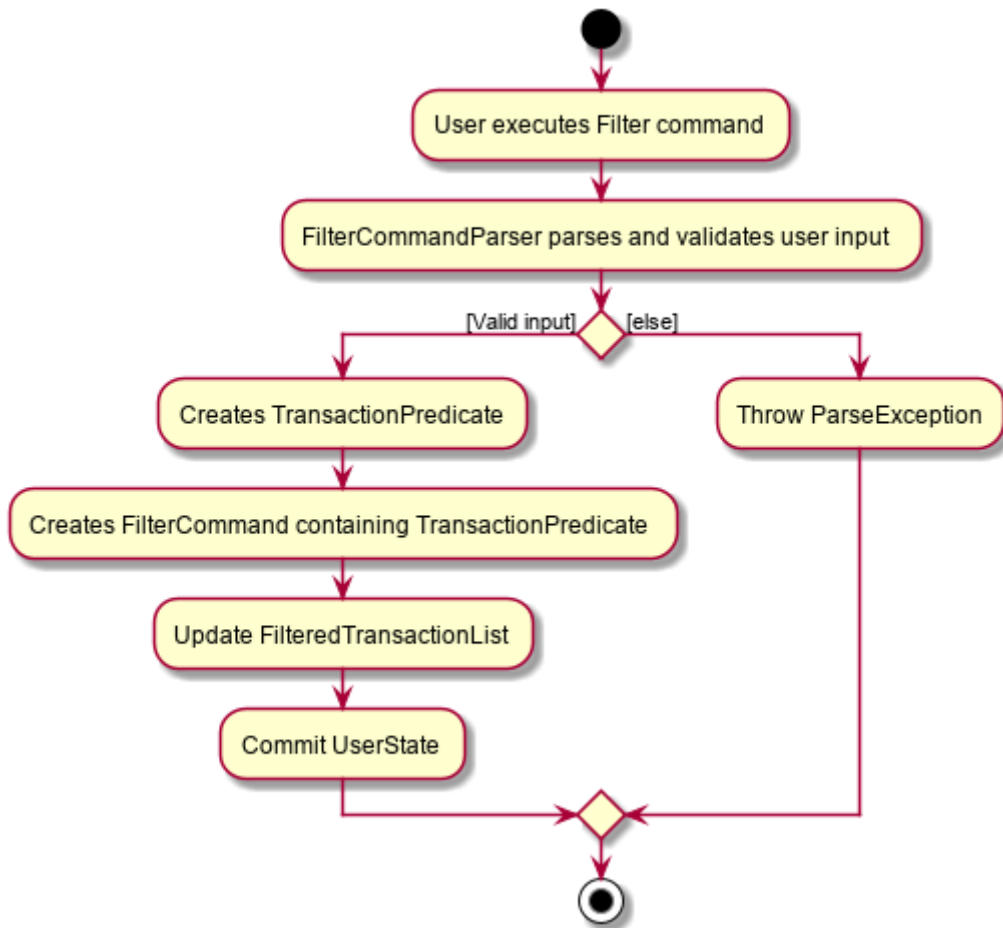 User executes Filter command
FilterCommandParser parses and validates user input
[Valid input]
[else]
Creates TransactionPredicate
Throw ParseException
Creates FilterCommand containing TransactionPredicate
Update FilteredTransactionList
Commit UserState